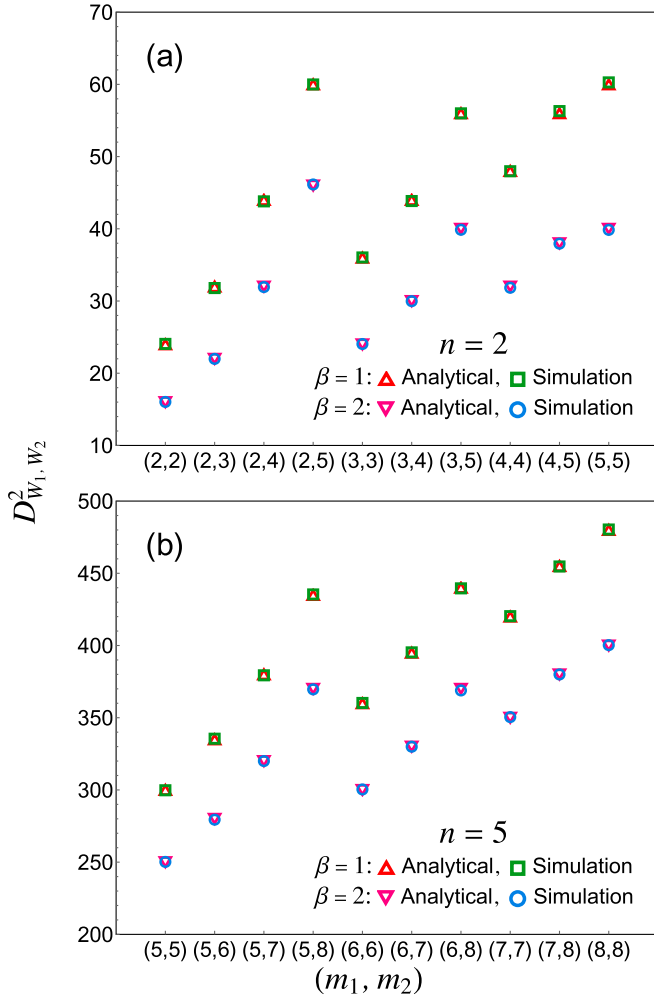 70
(a)
60
50
40
30
20
10
n = 2
β = 1: Analytical, Simulation
β = 2: Analytical, Simulation
(2,2) (2,3) (2,4) (2,5) (3,3) (3,4) (3,5) (4,4) (4,5) (5,5)
D²W₁, W₂
500
(b)
450
400
350
300
250
200
n = 5
β = 1: Analytical, Simulation
β = 2: Analytical, Simulation
(5,5) (5,6) (5,7) (5,8) (6,6) (6,7) (6,8) (7,7) (7,8) (8,8)
(m₁, m₂)